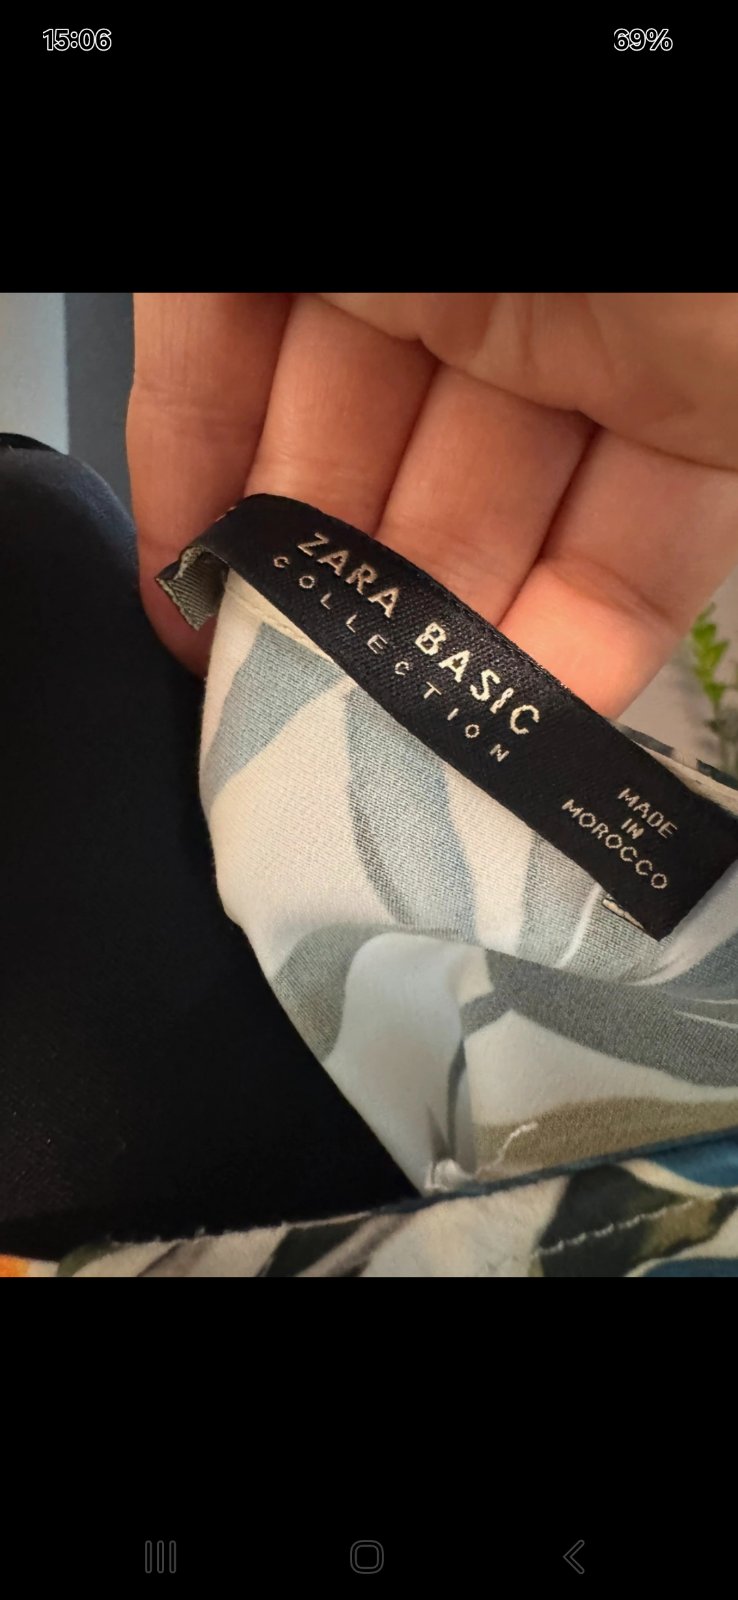 15:06 69%
ZARA BASIC
COLLECTION
MADE
IN
MOROCCO